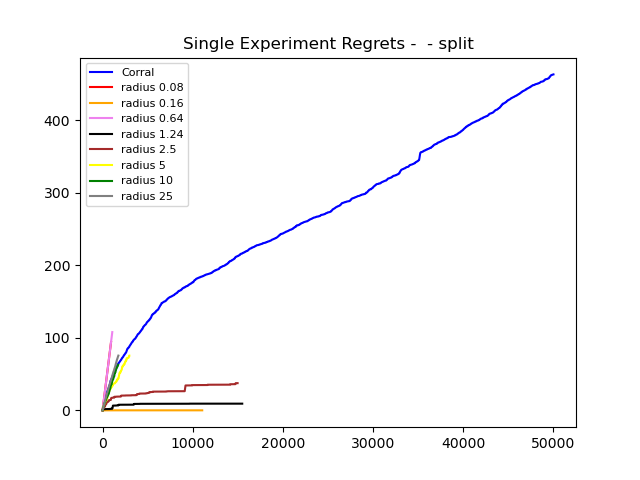 Single Experiment Regrets -  - split
Corral
radius 0.08
radius 0.16
radius 0.64
radius 1.24
radius 2.5
radius 5
radius 10
radius 25
400
300
200
100
0
0 10000 20000 30000 40000 50000